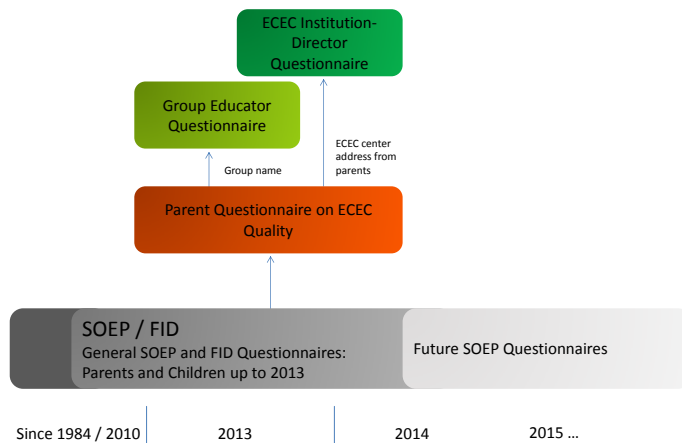 ECEC Institution-
Director
Questionnaire
Group Educator
Questionnaire
ECEC center
address from
parents
Group name
Parent Questionnaire on ECEC
Quality
SOEP / FID
General SOEP and FID Questionnaires:
Parents and Children up to 2013
Future SOEP Questionnaires
Since 1984 / 2010
2013
2014
2015 ...